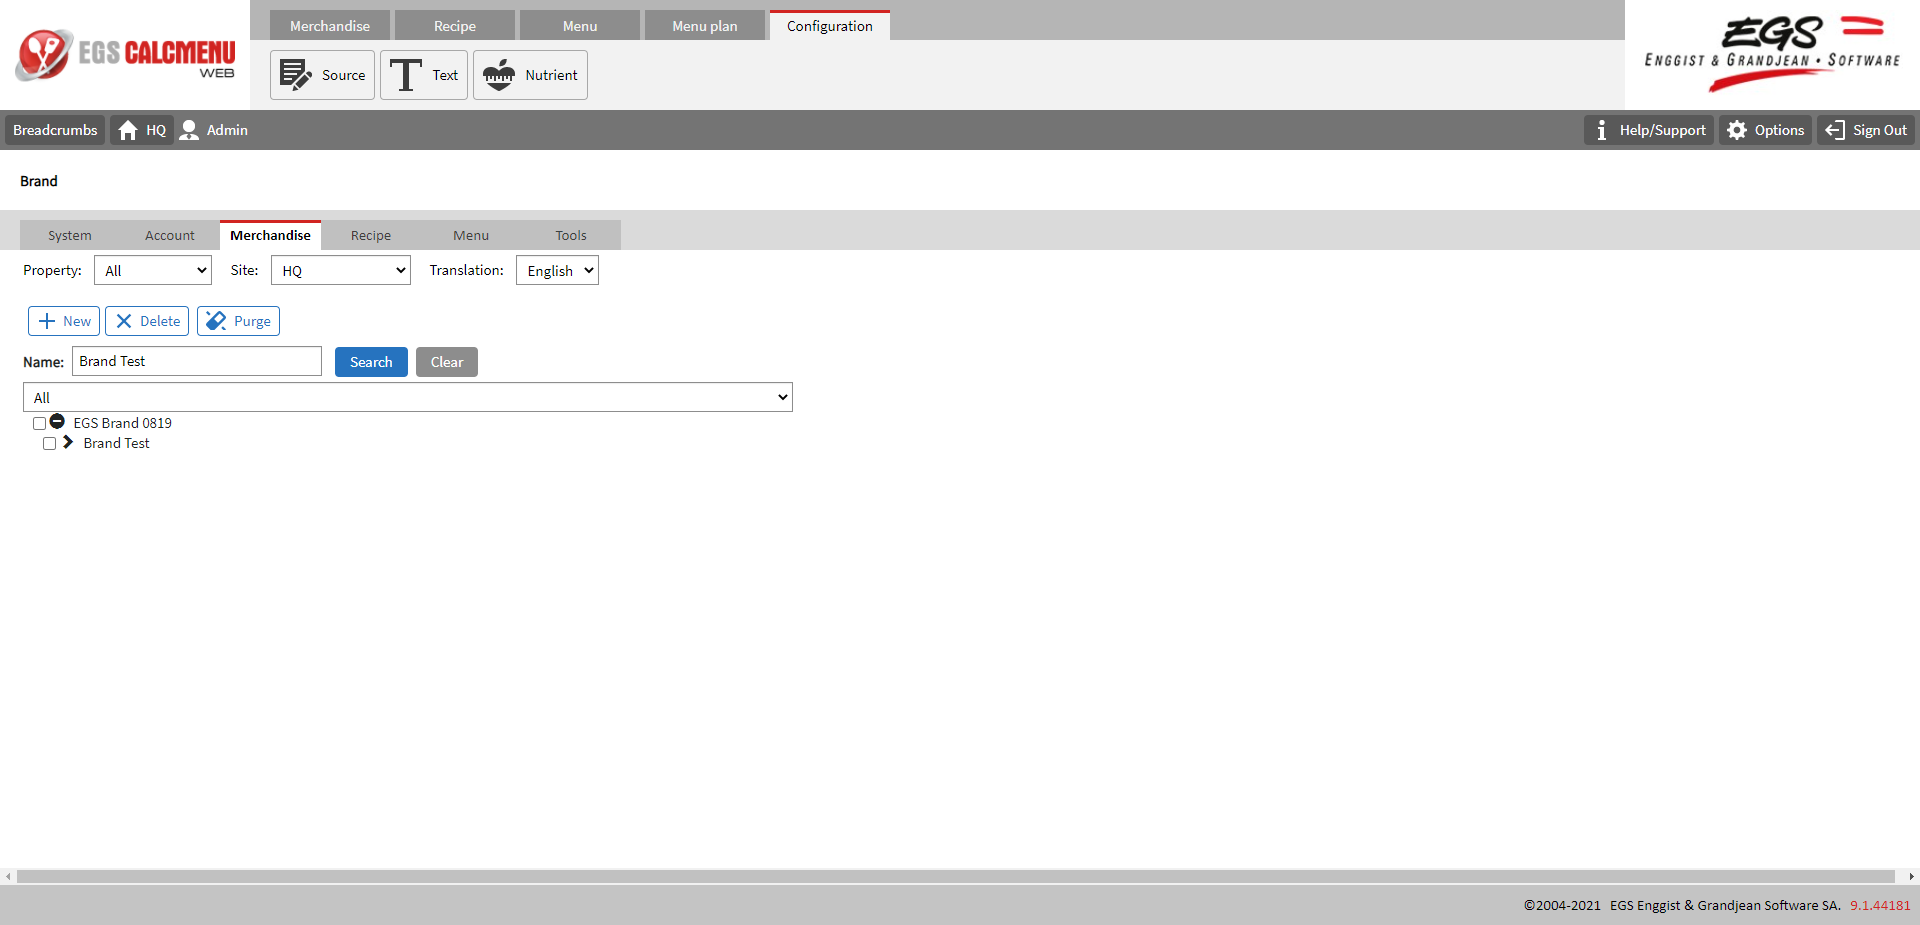 EGS CALCMENU
WEB
Merchandise Recipe Menu Menu plan Configuration
Source Text Nutrient
EGS
ENGGIST & GRANDJEAN • SOFTWARE
Breadcrumbs HQ Admin Help/Support Options Sign Out
Brand
System Account Merchandise Recipe Menu Tools
Property: All Site: HQ Translation: English
New Delete Purge
Name: Brand Test Search Clear
All
EGS Brand 0819
Brand Test
©2004-2021 EGS Enggist & Grandjean Software SA. 9.1.44181